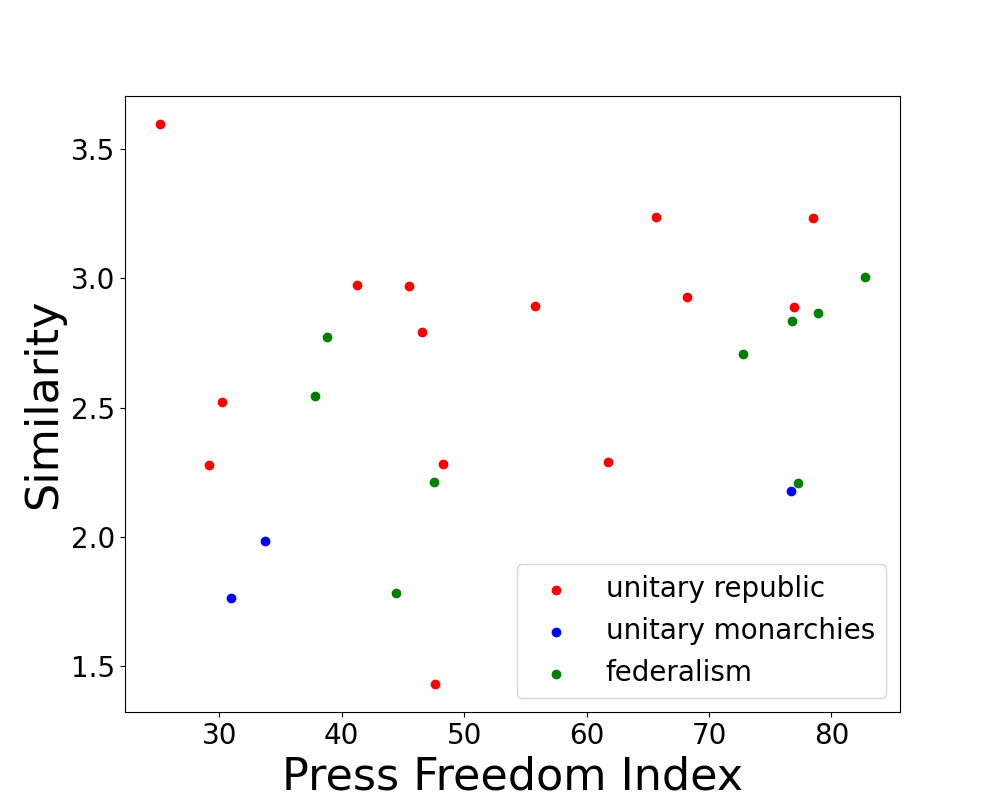 3.5
3.0
2.5
2.0
1.5
Similarity
unitary republic
unitary monarchies
federalism
30 40 50 60 70 80
Press Freedom Index